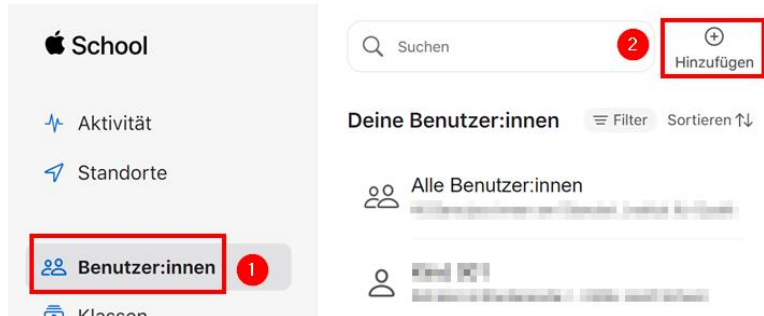 School
Aktivität
Standorte
Benutzer:innen 1
Klassen
Suchen
2
Hinzufügen
Deine Benutzer:innen Filter Sortieren
Alle Benutzer:innen